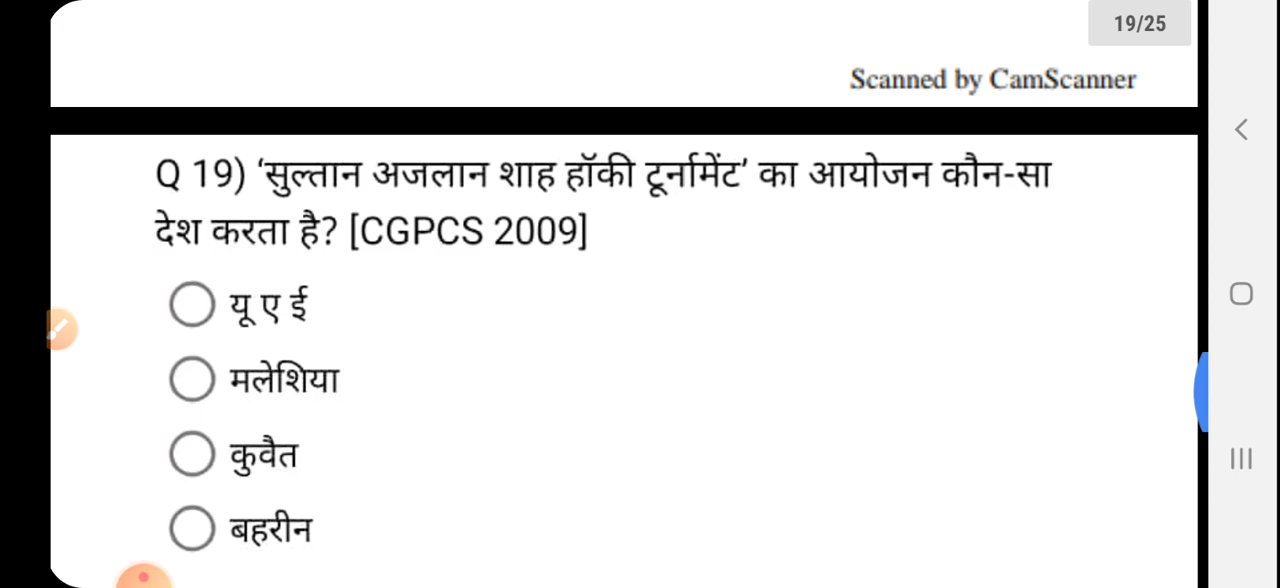 19/25
Scanned by CamScanner
Q 19) ‘सुल्तान अजलान शाह हॉकी टूर्नामेंट’ का आयोजन कौन-सा
देश करता है? [CGPCS 2009]
यू ए ई
मलेशिया
कुवैत
बहरीन